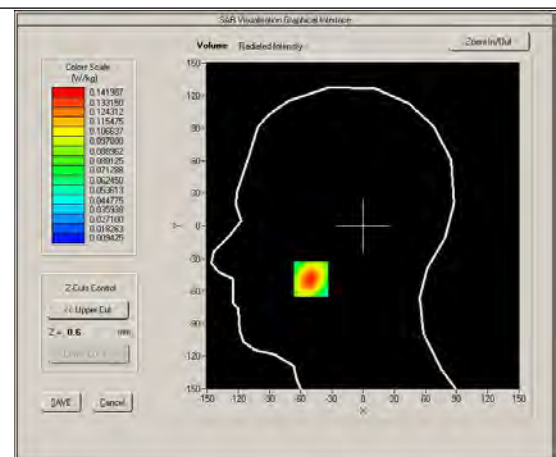 SAR Visualisation Graphical Interface
Volume Radiated Intensity
Zoom In/Out
Colors Scale
(W/kg)
0.141987
0.133150
0.124312
0.115475
0.106637
0.097800
0.088962
0.080125
0.071288
0.062450
0.053613
0.044775
0.035938
0.027100
0.018263
0.009425
Z-Cuts Control
<< Upper Cut
Z = 0.6 mm
SAVE
Cancel
150
120
90
60
30
0
-30
-60
-90
-120
-150
Y
-150 -120 -90 -60 -30 0 30 60 90 120 150
X